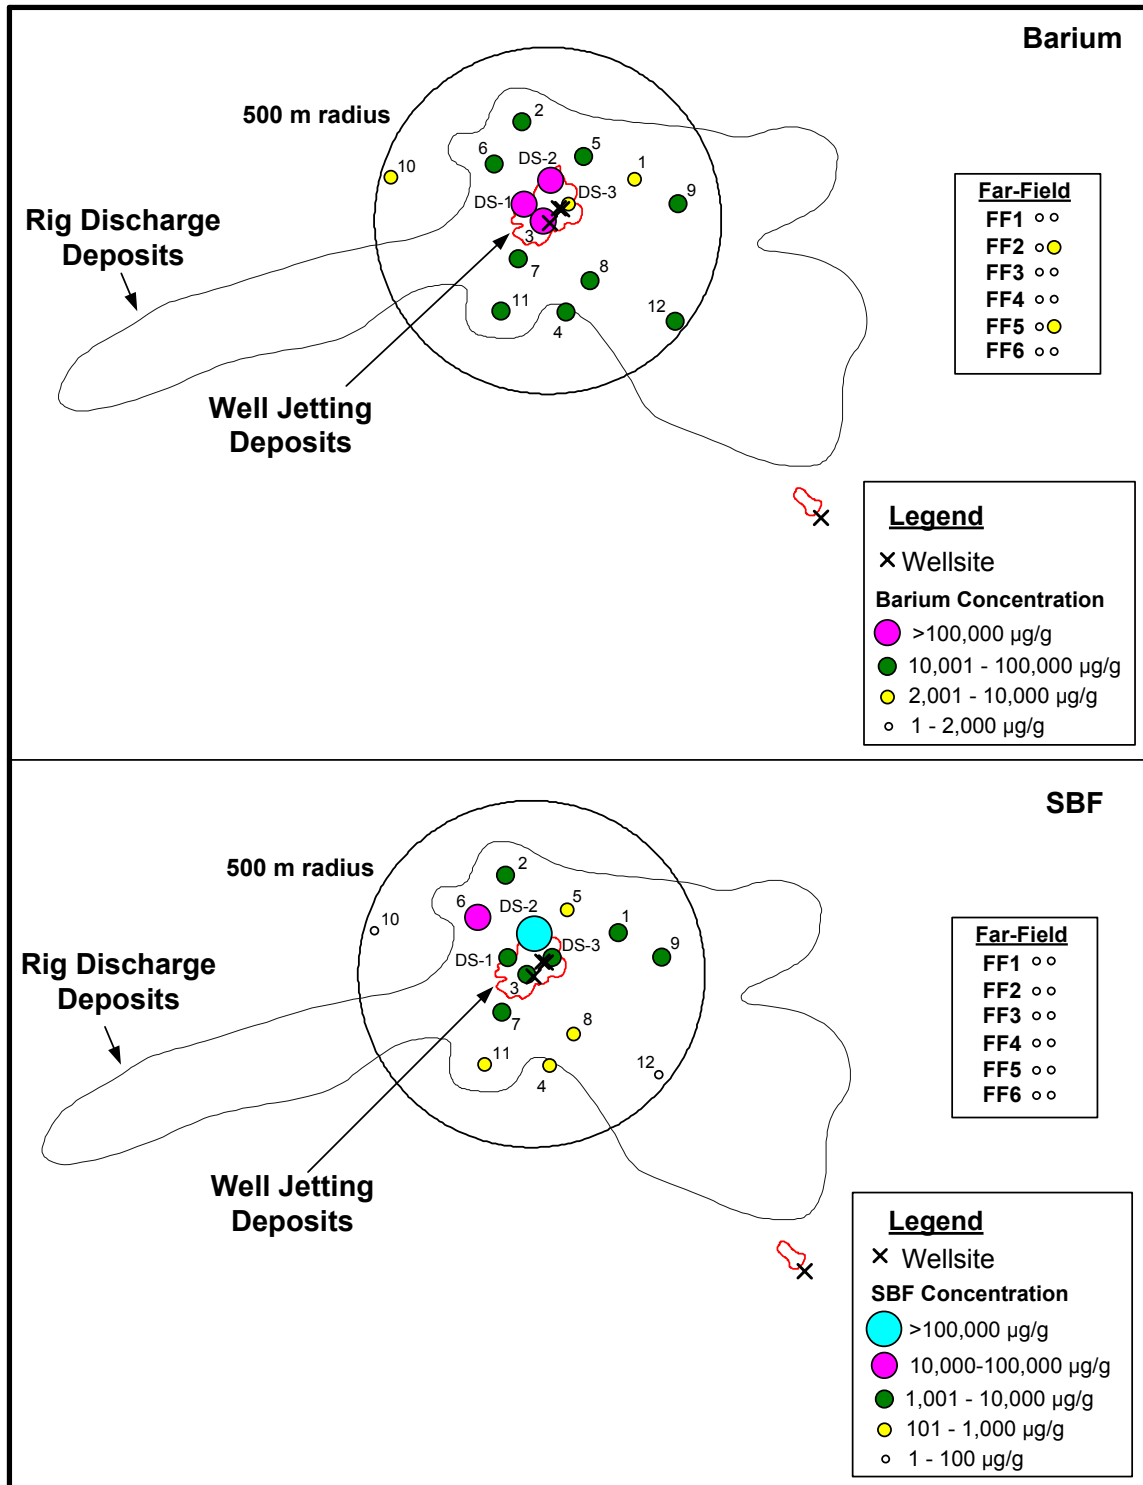 Barium
500 m radius
2
5
6
DS-2
10
1
DS-1
DS-3
9
Rig Discharge
Deposits
3
7
8
11
4
12
Well Jetting
Deposits
Far-Field
FF1
FF2
FF3
FF4
FF5
FF6
Legend
Wellsite
Barium Concentration
>100,000 µg/g
10,001 - 100,000 µg/g
2,001 - 10,000 µg/g
1 - 2,000 µg/g
SBF
500 m radius
2
6
DS-2
5
10
1
DS-1
DS-3
9
Rig Discharge
Deposits
3
7
8
11
4
12
Well Jetting
Deposits
Far-Field
FF1
FF2
FF3
FF4
FF5
FF6
Legend
Wellsite
SBF Concentration
>100,000 µg/g
10,000-100,000 µg/g
1,001 - 10,000 µg/g
101 - 1,000 µg/g
1 - 100 µg/g